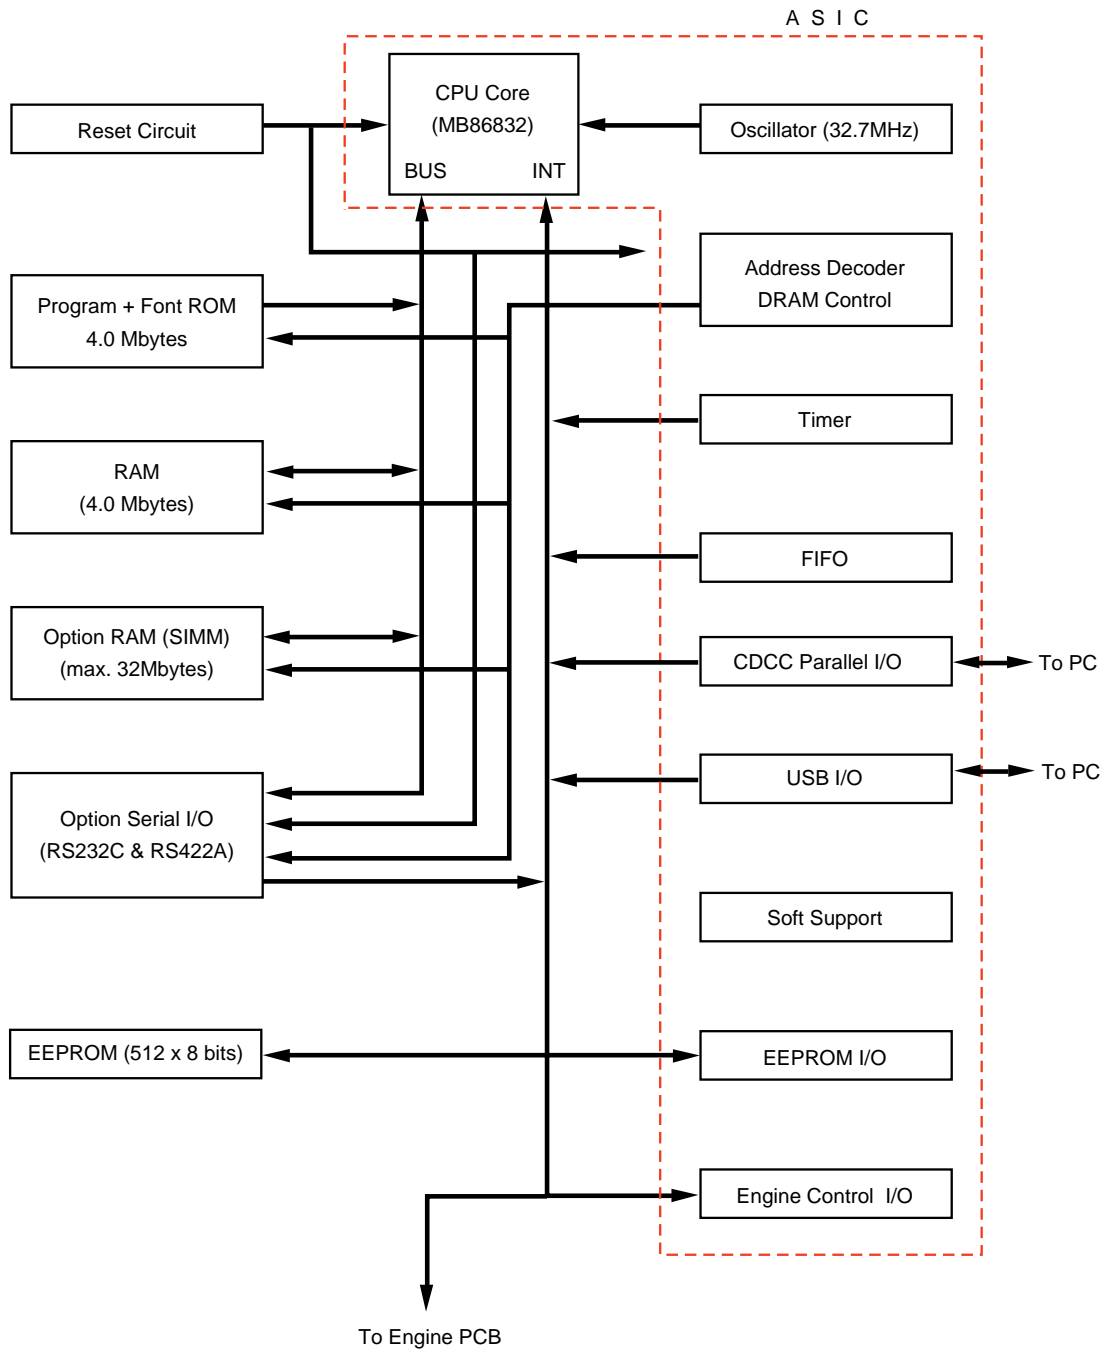 A S I C
CPU Core
(MB86832)
BUS INT
Reset Circuit
Oscillator (32.7MHz)
Address Decoder
DRAM Control
Program + Font ROM
4.0 Mbytes
Timer
RAM
(4.0 Mbytes)
FIFO
Option RAM (SIMM)
(max. 32Mbytes)
CDCC Parallel I/O
To PC
USB I/O
To PC
Option Serial I/O
(RS232C & RS422A)
Soft Support
EEPROM (512 x 8 bits)
EEPROM I/O
Engine Control I/O
To Engine PCB